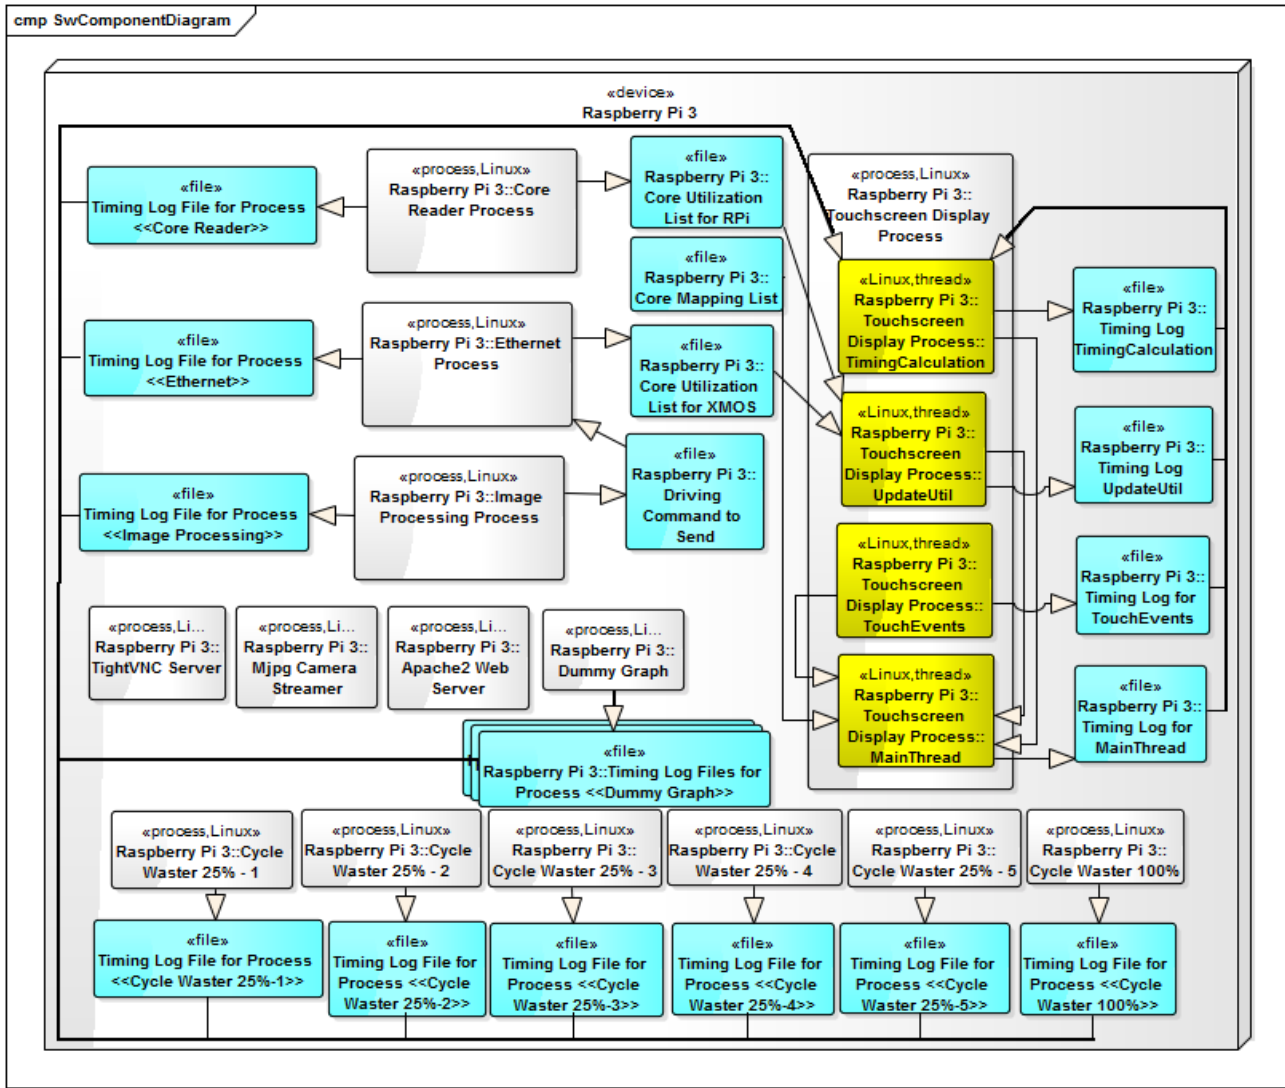 cmp SwComponentDiagram
«device»
Raspberry Pi 3
«file»
Timing Log File for Process
<<Core Reader>>
«process,Linux»
Raspberry Pi 3::Core
Reader Process
«file»
Raspberry Pi 3::
Core Utilization
List for RPi
«process,Linux»
Raspberry Pi 3::
Touchscreen Display
Process
«file»
Raspberry Pi 3::
Core Mapping List
«Linux,thread»
Raspberry Pi 3::
Touchscreen
Display Process::
TimingCalculation
«file»
Raspberry Pi 3::
Timing Log
TimingCalculation
«file»
Timing Log File for Process
<<Ethernet>>
«process,Linux»
Raspberry Pi 3::Ethernet
Process
«file»
Raspberry Pi 3::
Core Utilization
List for XMOS
«Linux,thread»
Raspberry Pi 3::
Touchscreen
Display Process::
UpdateUtil
«file»
Raspberry Pi 3::
Timing Log
UpdateUtil
«file»
Timing Log File for Process
<<Image Processing>>
«process,Linux»
Raspberry Pi 3::Image
Processing Process
«file»
Raspberry Pi 3::
Driving
Command to
Send
«Linux,thread»
Raspberry Pi 3::
Touchscreen
Display Process::
TouchEvents
«file»
Raspberry Pi 3::
Timing Log for
TouchEvents
«process,Li...
Raspberry Pi 3::
TightVNC Server
«process,Li...
Raspberry Pi 3::
Mjpg Camera
Streamer
«process,Li...
Raspberry Pi 3::
Apache2 Web
Server
«process,Li...
Raspberry Pi 3::
Dummy Graph
«Linux,thread»
Raspberry Pi 3::
Touchscreen
Display Process::
MainThread
«file»
Raspberry Pi 3::
Timing Log for
MainThread
«file»
Raspberry Pi 3::Timing Log Files for
Process <<Dummy Graph>>
«process,Linux»
Raspberry Pi 3::Cycle
Waster 25% - 1
«process,Linux»
Raspberry Pi 3::Cycle
Waster 25% - 2
«process,Linux»
Raspberry Pi 3::
Cycle Waster 25% - 3
«process,Linux»
Raspberry Pi 3::Cycle
Waster 25% - 4
«process,Linux»
Raspberry Pi 3::
Cycle Waster 25% - 5
«process,Linux»
Raspberry Pi 3::
Cycle Waster 100%
«file»
Timing Log File for Process
<<Cycle Waster 25%-1>>
«file»
Timing Log File for
Process <<Cycle
Waster 25%-2>>
«file»
Timing Log File for
Process <<Cycle
Waster 25%-3>>
«file»
Timing Log File for
Process <<Cycle
Waster 25%-4>>
«file»
Timing Log File for
Process <<Cycle
Waster 25%-5>>
«file»
Timing Log File for
Process <<Cycle
Waster 100%>>